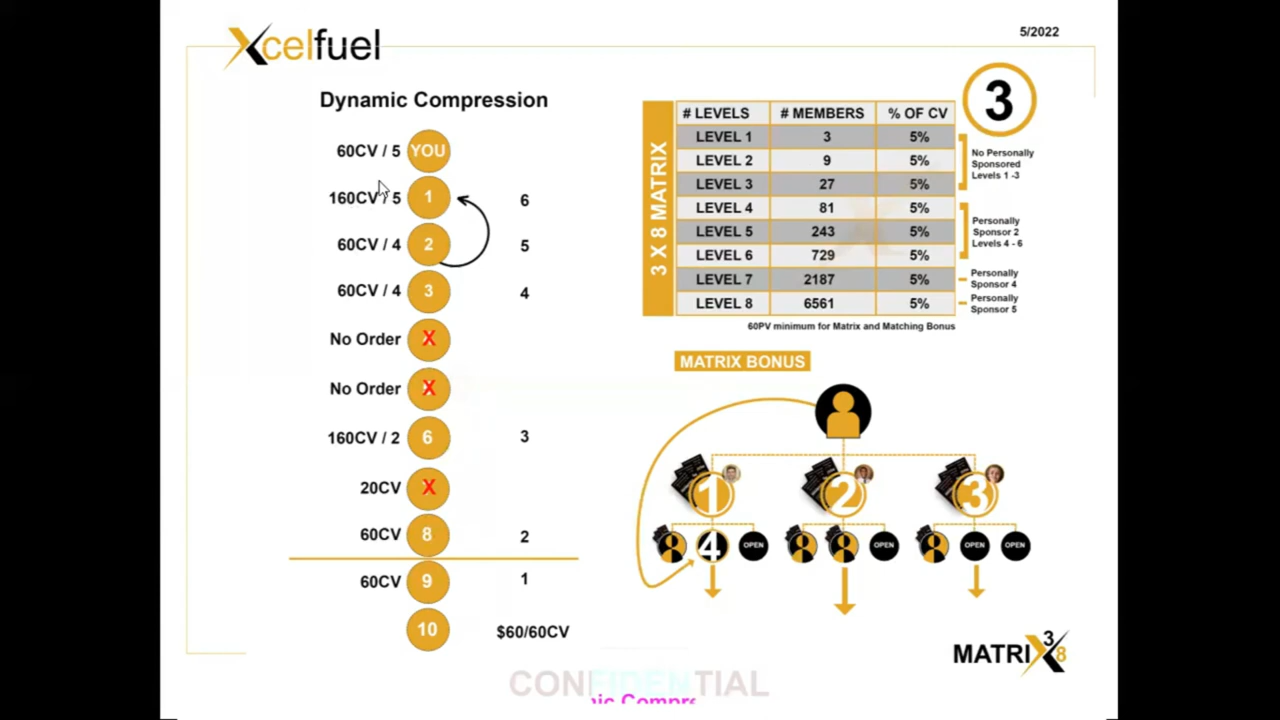 Xcelfuel
5/2022
Dynamic Compression
60CV / 5 YOU
160CV / 5 1 6
60CV / 4 2 5
60CV / 4 3 4
No Order X
No Order X
160CV / 2 6 3
20CV X
60CV 8 2
60CV 9 1
10 $60/60CV
3
3 X 8 MATRIX
# LEVELS # MEMBERS % OF CV
LEVEL 1 3 5%
LEVEL 2 9 5%
LEVEL 3 27 5%
LEVEL 4 81 5%
LEVEL 5 243 5%
LEVEL 6 729 5%
LEVEL 7 2187 5%
LEVEL 8 6561 5%
No Personally
Sponsored
Levels 1 -3
Personally
Sponsor 2
Levels 4 - 6
Personally
Sponsor 4
Personally
Sponsor 5
60PV minimum for Matrix and Matching Bonus
MATRIX BONUS
1 2 3
4 OPEN OPEN OPEN OPEN
MATRIX 3 8
CONFIDENTIAL